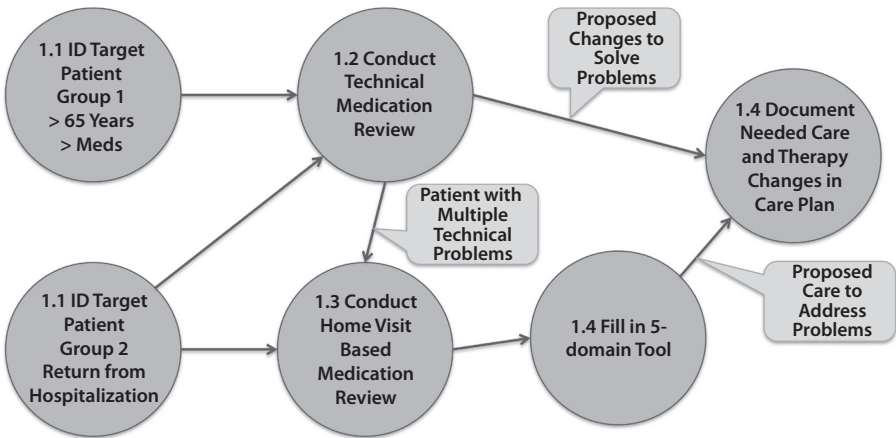 1.1 ID Target
Patient
Group 1
> 65 Years
> Meds
1.2 Conduct
Technical
Medication
Review
Proposed
Changes to
Solve
Problems
1.4 Document
Needed Care
and Therapy
Changes in
Care Plan
Patient with
Multiple
Technical
Problems
1.1 ID Target
Patient
Group 2
Return from
Hospitalization
1.3 Conduct
Home Visit
Based
Medication
Review
1.4 Fill in 5-
domain Tool
Proposed
Care to
Address
Problems